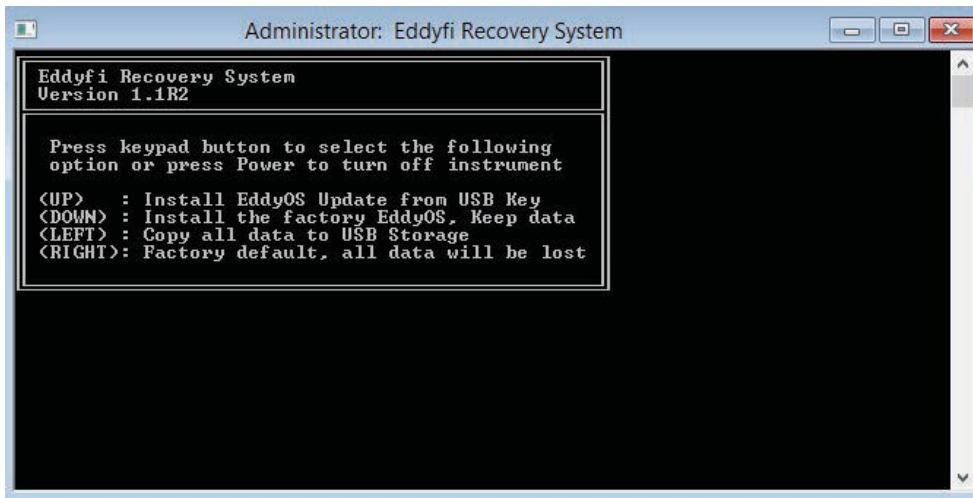 Administrator: Eddyfi Recovery System
Eddyfi Recovery System
Version 1.1R2
Press keypad button to select the following
option or press Power to turn off instrument
(UP) : Install EddyOS Update from USB Key
(DOWN) : Install the factory EddyOS, Keep data
(LEFT) : Copy all data to USB Storage
(RIGHT): Factory default, all data will be lost